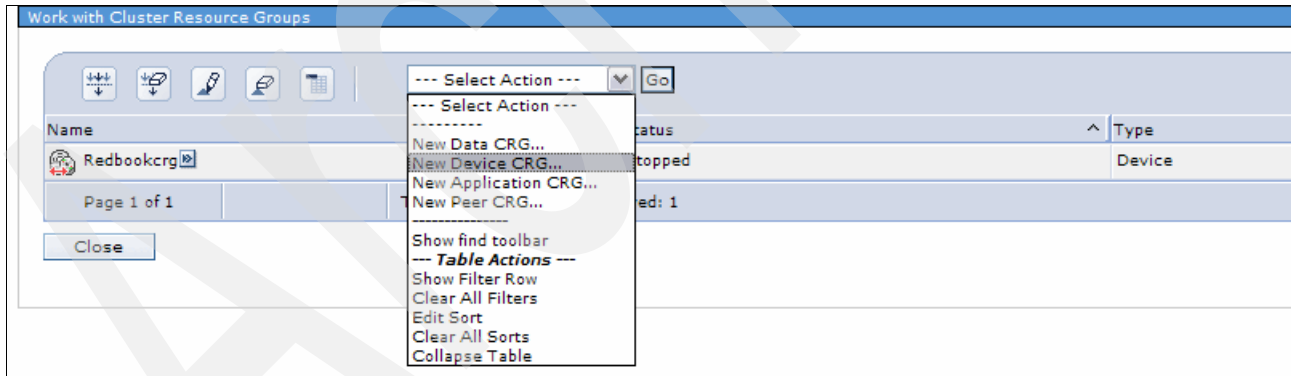 Work with Cluster Resource Groups
--- Select Action --- Go
--- Select Action ---
---------
Name tatus Type
New Data CRG...
Redbookcrg New Device CRG... topped Device
New Application CRG...
Page 1 of 1 T New Peer CRG... ed: 1
---------------
Close Show find toolbar
--- Table Actions ---
Show Filter Row
Clear All Filters
Edit Sort
Clear All Sorts
Collapse Table